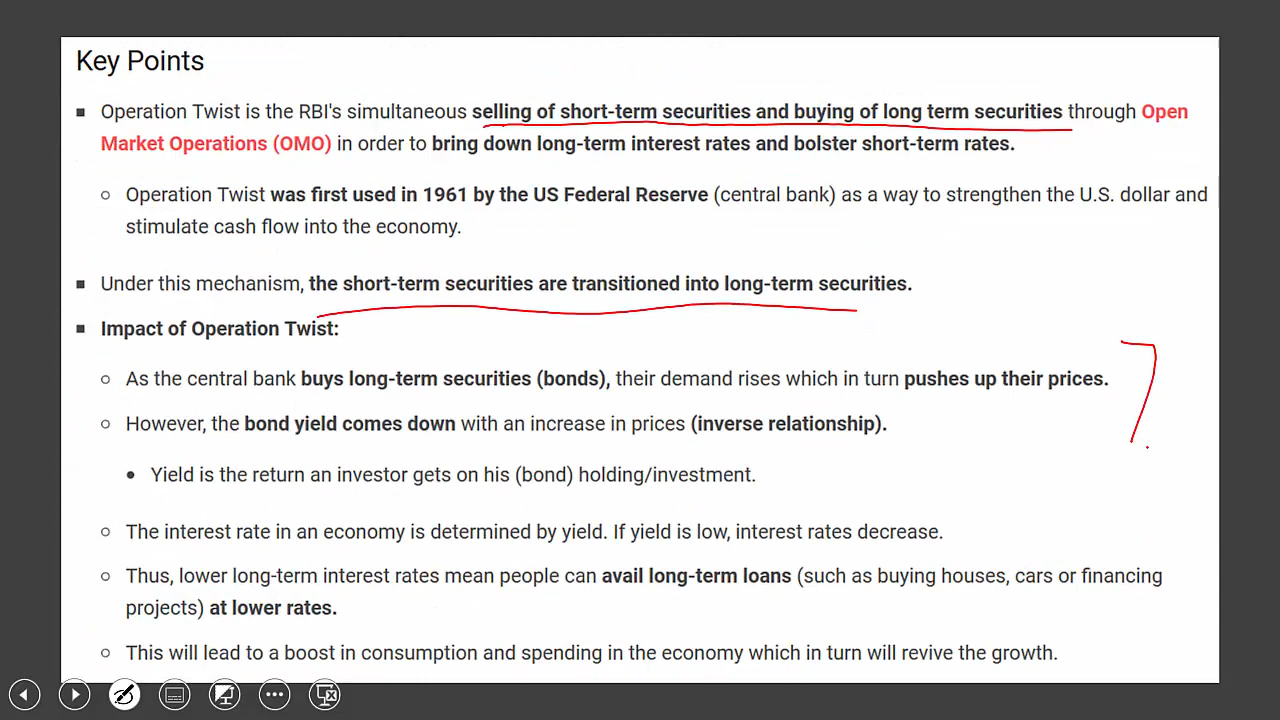 Key Points
Operation Twist is the RBI's simultaneous selling of short-term securities and buying of long term securities through Open
Market Operations (OMO) in order to bring down long-term interest rates and bolster short-term rates.
Operation Twist was first used in 1961 by the US Federal Reserve (central bank) as a way to strengthen the U.S. dollar and
stimulate cash flow into the economy.
Under this mechanism, the short-term securities are transitioned into long-term securities.
Impact of Operation Twist:
As the central bank buys long-term securities (bonds), their demand rises which in turn pushes up their prices.
However, the bond yield comes down with an increase in prices (inverse relationship).
Yield is the return an investor gets on his (bond) holding/investment.
The interest rate in an economy is determined by yield. If yield is low, interest rates decrease.
Thus, lower long-term interest rates mean people can avail long-term loans (such as buying houses, cars or financing
projects) at lower rates.
This will lead to a boost in consumption and spending in the economy which in turn will revive the growth.